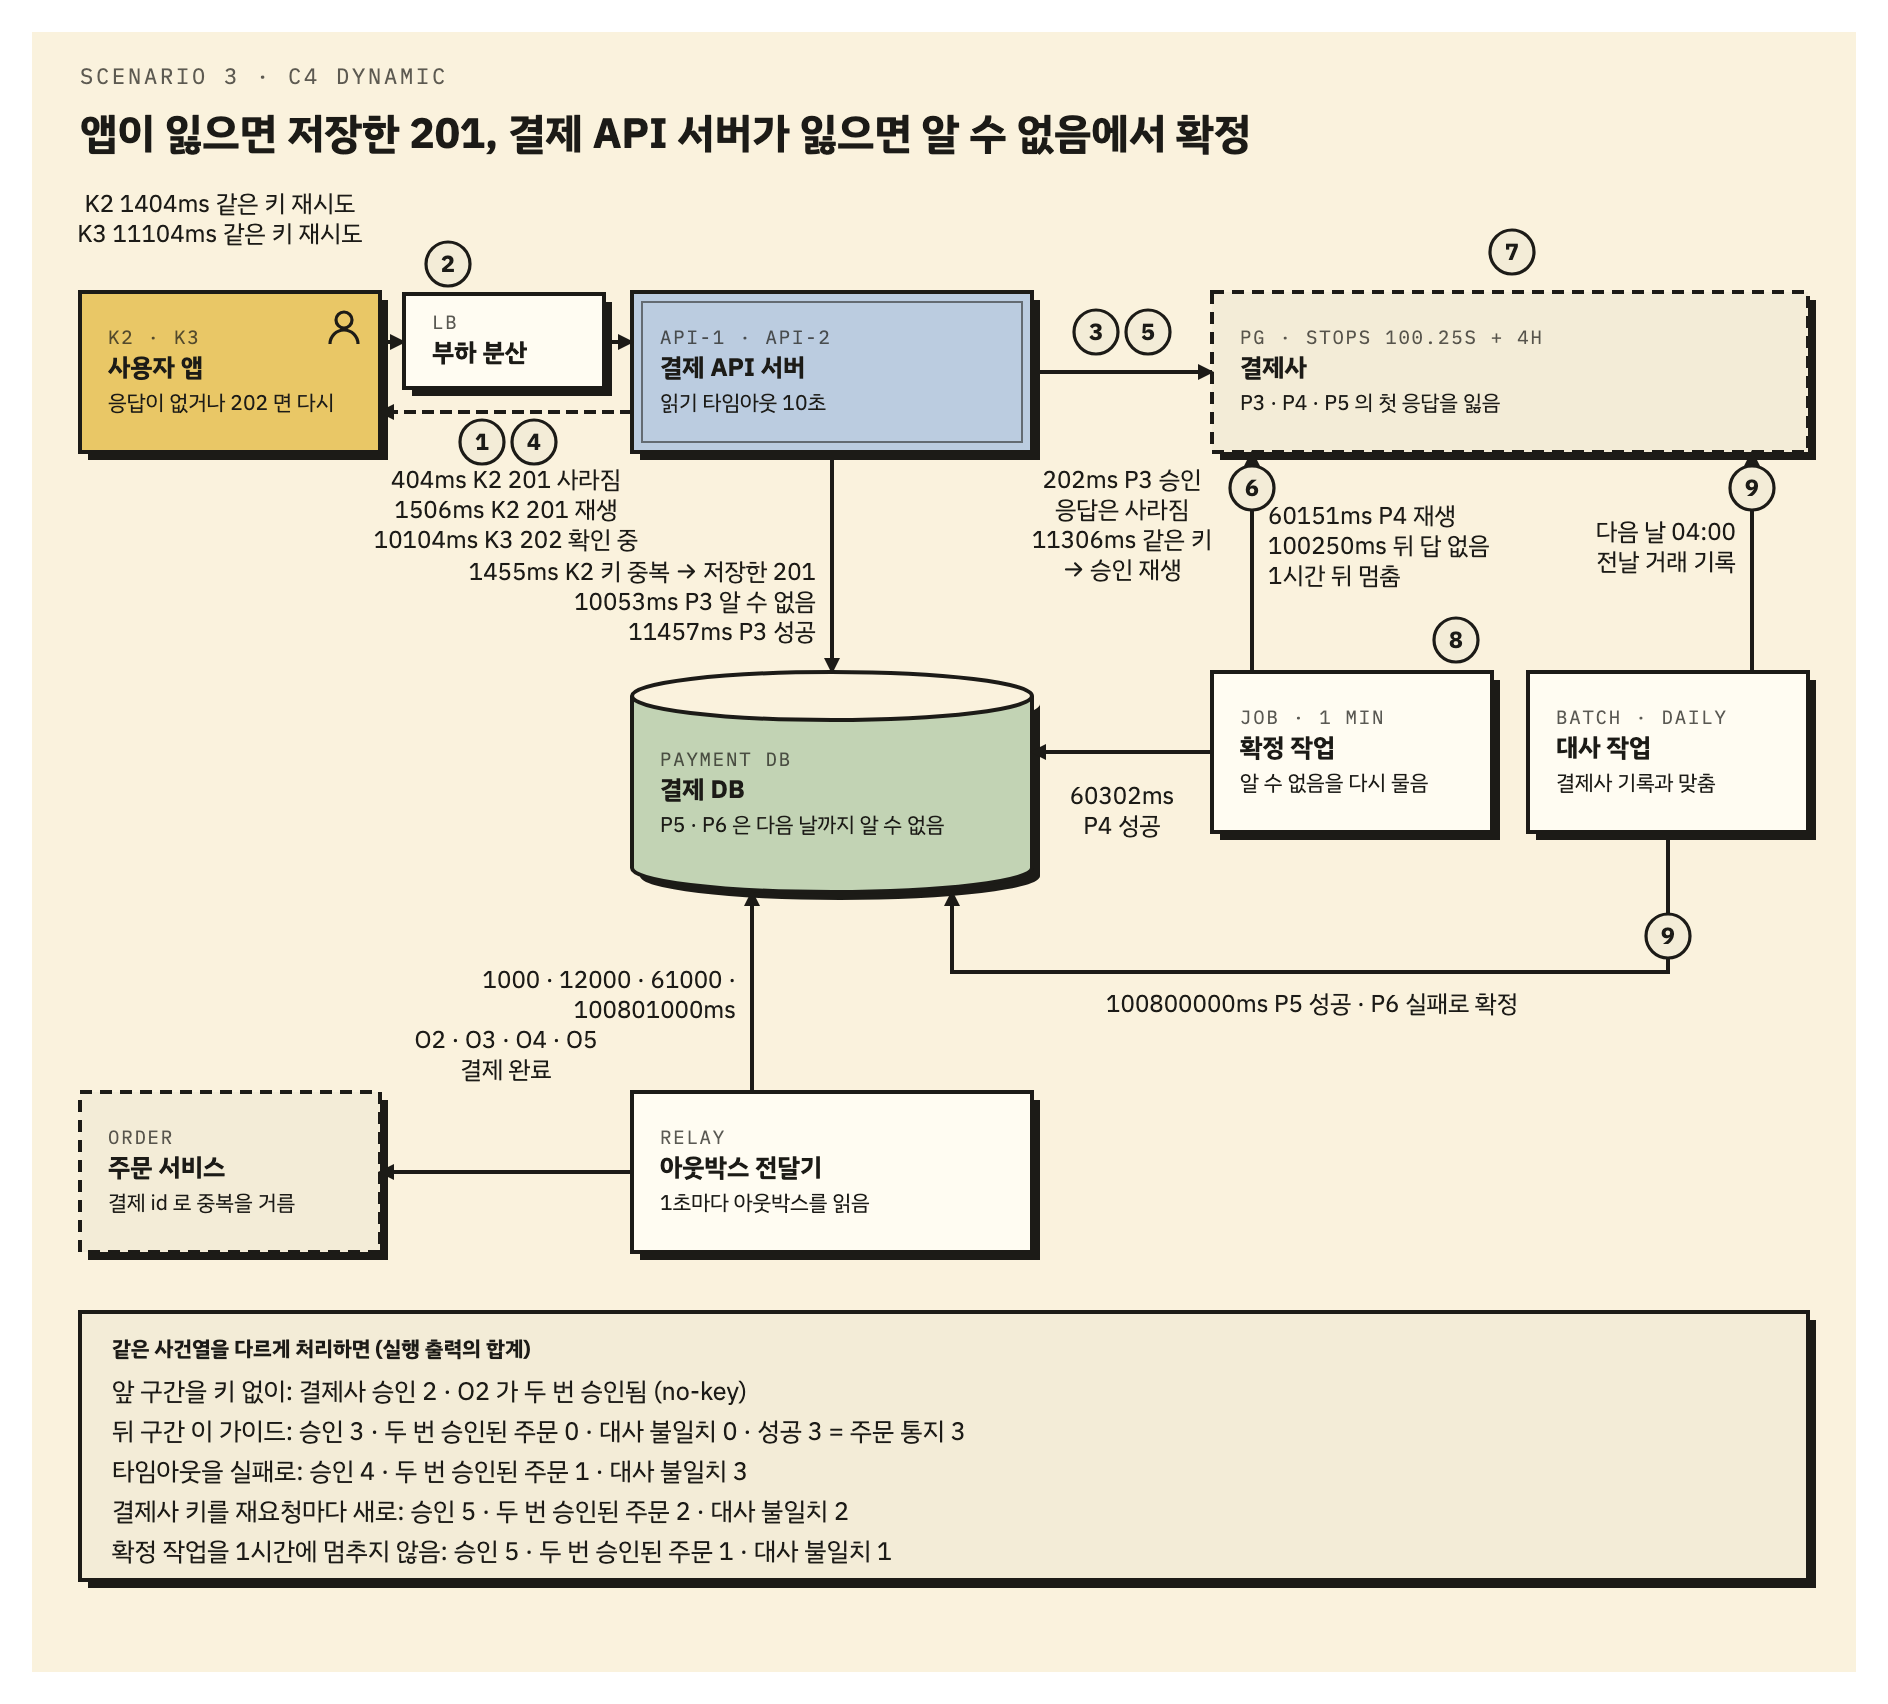 SCENARIO 3 · C4 DYNAMIC
앱이 잃으면 저장한 201, 결제 API 서버가 잃으면 알 수 없음에서 확정
K2 1404ms 같은 키 재시도
K3 11104ms 같은 키 재시도
2
7
K2 · K3
사용자 앱
응답이 없거나 202 면 다시
LB
부하 분산
API-1 · API-2
결제 API 서버
읽기 타임아웃 10초
3 5
PG · STOPS 100.25S + 4H
결제사
P3 · P4 · P5 의 첫 응답을 잃음
1 4
404ms K2 201 사라짐
1506ms K2 201 재생
10104ms K3 202 확인 중
1455ms K2 키 중복 → 저장한 201
10053ms P3 알 수 없음
11457ms P3 성공
202ms P3 승인
응답은 사라짐
11306ms 같은 키
→ 승인 재생
6
60151ms P4 재생
100250ms 뒤 답 없음
1시간 뒤 멈춤
9
다음 날 04:00
전날 거래 기록
8
PAYMENT DB
결제 DB
P5 · P6 은 다음 날까지 알 수 없음
JOB · 1 MIN
확정 작업
알 수 없음을 다시 물음
BATCH · DAILY
대사 작업
결제사 기록과 맞춤
60302ms
P4 성공
9
100800000ms P5 성공 · P6 실패로 확정
1000 · 12000 · 61000 ·
100801000ms
O2 · O3 · O4 · O5
결제 완료
ORDER
주문 서비스
결제 id 로 중복을 거름
RELAY
아웃박스 전달기
1초마다 아웃박스를 읽음
같은 사건열을 다르게 처리하면 (실행 출력의 합계)
앞 구간을 키 없이: 결제사 승인 2 · O2 가 두 번 승인됨 (no-key)
뒤 구간 이 가이드: 승인 3 · 두 번 승인된 주문 0 · 대사 불일치 0 · 성공 3 = 주문 통지 3
타임아웃을 실패로: 승인 4 · 두 번 승인된 주문 1 · 대사 불일치 3
결제사 키를 재요청마다 새로: 승인 5 · 두 번 승인된 주문 2 · 대사 불일치 2
확정 작업을 1시간에 멈추지 않음: 승인 5 · 두 번 승인된 주문 1 · 대사 불일치 1